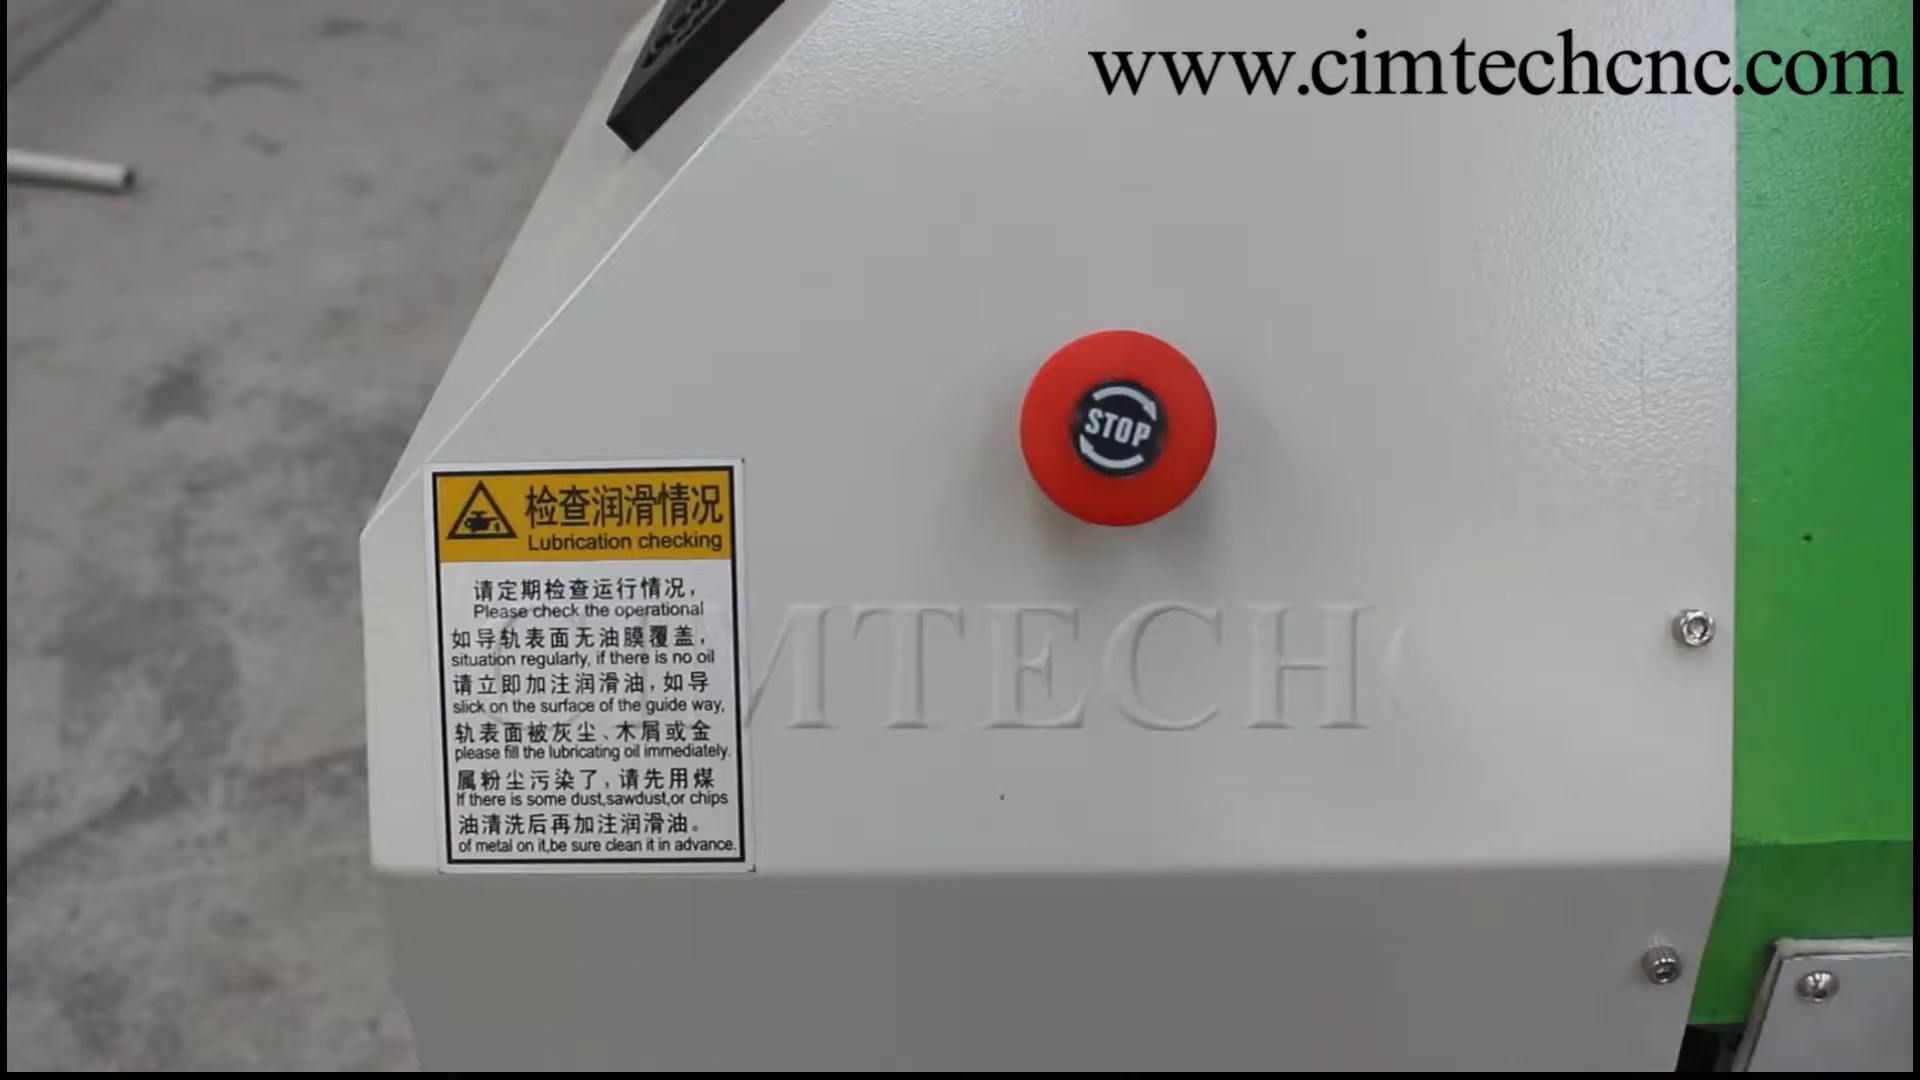 www.cimtechcnc.com
STOP
检查润滑情况
Lubrication checking
请定期检查运行情况，
Please check the operational
如导轨表面无油膜覆盖，
situation regularly, if there is no oil
请立即加注润滑油，如导
slick on the surface of the guide way,
轨表面被灰尘、木屑或金
please fill the lubricating oil immediately.
属粉尘污染了，请先用煤
If there is some dust,sawdust,or chips
油清洗后再加注润滑油。
of metal on it,be sure clean it in advance.
CIMTECH